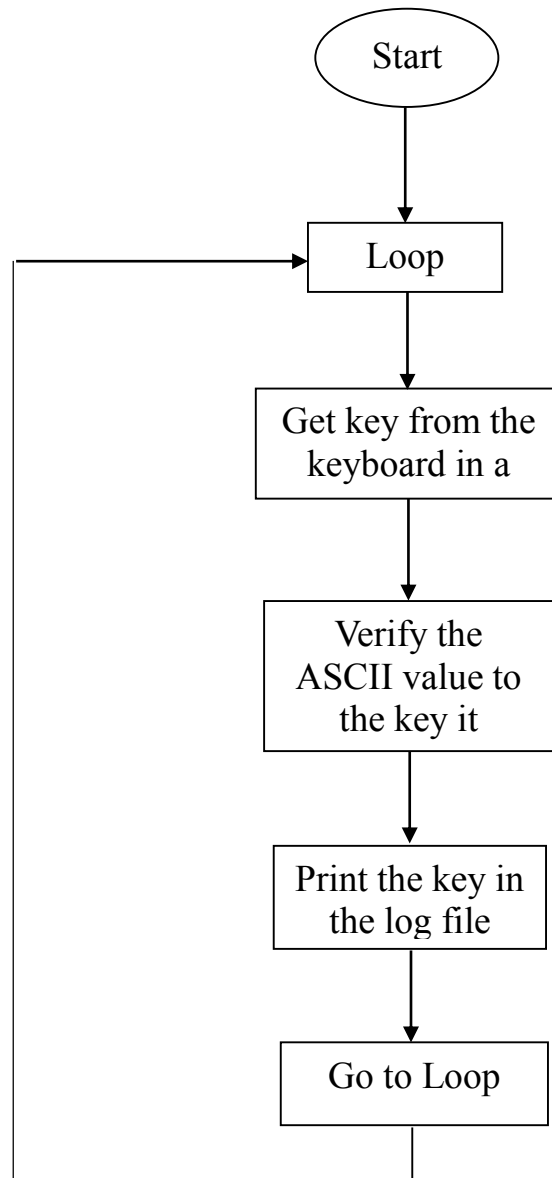 Start
Loop
Get key from the
keyboard in a
Verify the
ASCII value to
the key it
Print the key in
the log file
Go to Loop